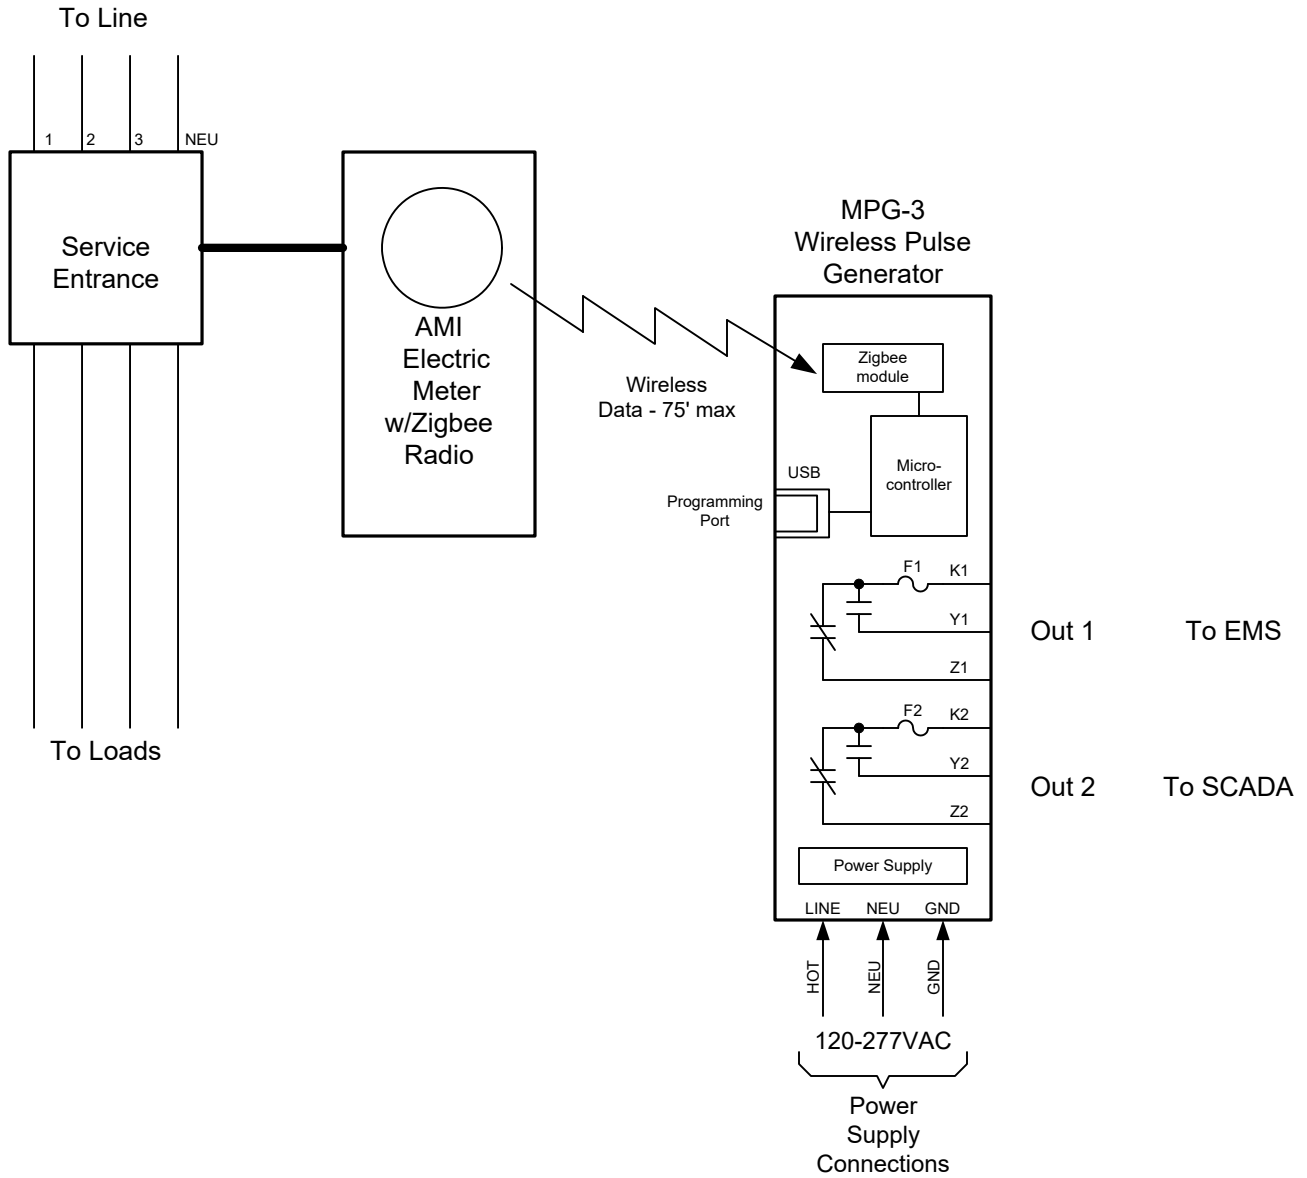 To Line
1
2
3
NEU
Service
Entrance
AMI
Electric
Meter
w/Zigbee
Radio
Wireless
Data - 75' max
MPG-3
Wireless Pulse
Generator
Zigbee
module
Micro-
controller
USB
Programming
Port
F1
K1
Y1
Z1
Out 1
To EMS
F2
K2
Y2
Z2
Out 2
To SCADA
To Loads
Power Supply
LINE
NEU
GND
HOT
NEU
GND
120-277VAC
Power
Supply
Connections